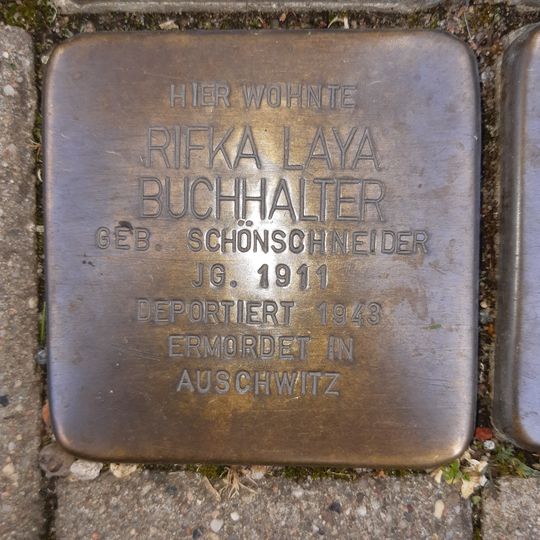 HIER WOHNTE
RIFKA LAYA
BUCHHALTER
GEB. SCHÖNSCHNEIDER
JG. 1911
DEPORTIERT 1943
ERMORDET IN
AUSCHWITZ